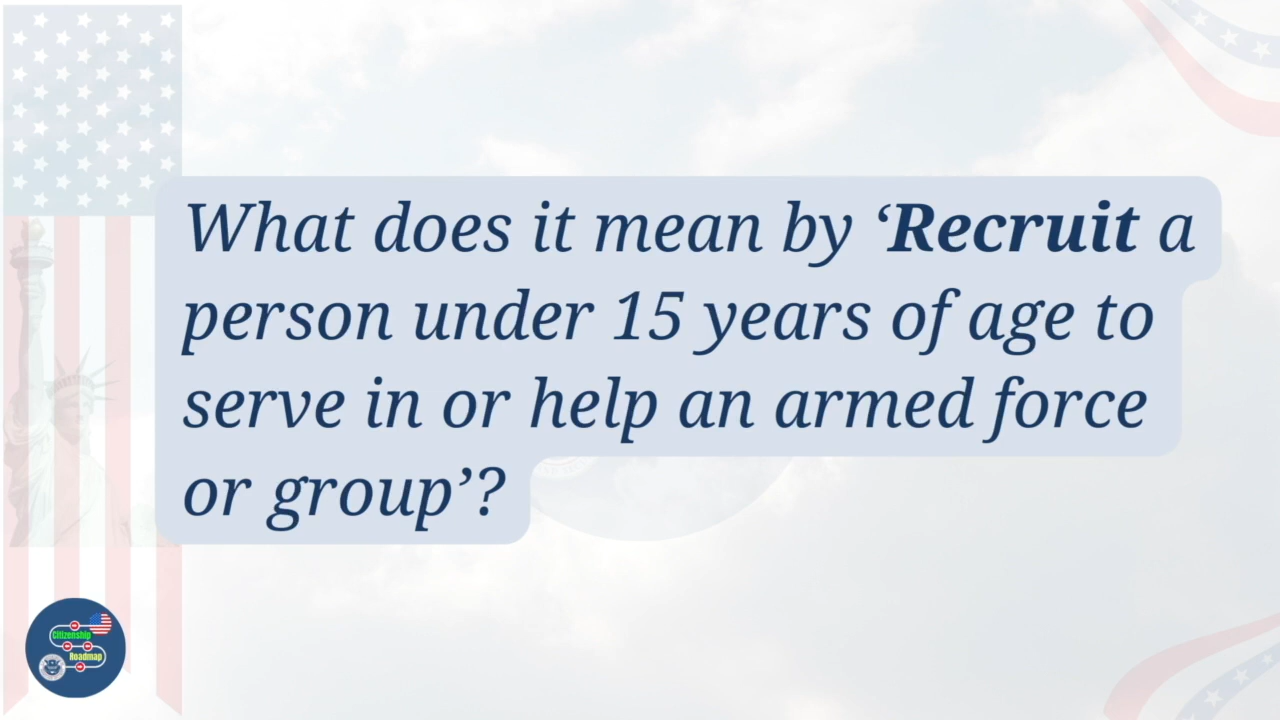 What does it mean by ‘Recruit a
person under 15 years of age to
serve in or help an armed force
or group’?
Citizenship
Roadmap